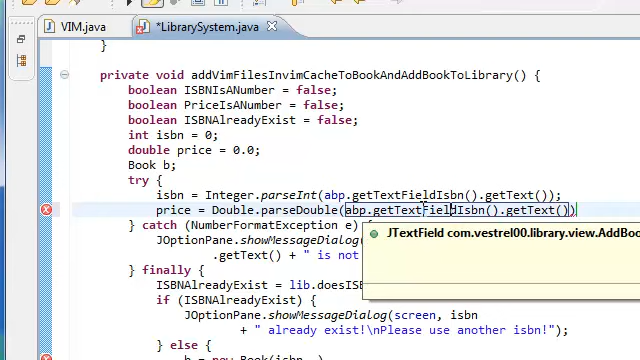 VIM.java
*LibrarySystem.java
}
private void addVimFilesInvimCacheToBookAndAddBookToLibrary() {
boolean ISBNIsANumber = false;
boolean PriceIsANumber = false;
boolean ISBNAlreadyExist = false;
int isbn = 0;
double price = 0.0;
Book b;
try {
isbn = Integer.parseInt(abp.getTextFieldIsbn().getText());
price = Double.parseDouble(abp.getTextFieldIsbn().getText())
} catch (NumberFormatException e) {
JOptionPane.showMessageDialog(
.getText() + " is not
} finally {
ISBNAlreadyExist = lib.doesISB
if (ISBNAlreadyExist) {
JOptionPane.showMessageDialog(screen, isbn
+ " already exist!\nPlease use another isbn!");
} else {
b = new Book(isbn,
JTextField com.vestrel00.library.view.AddBoo